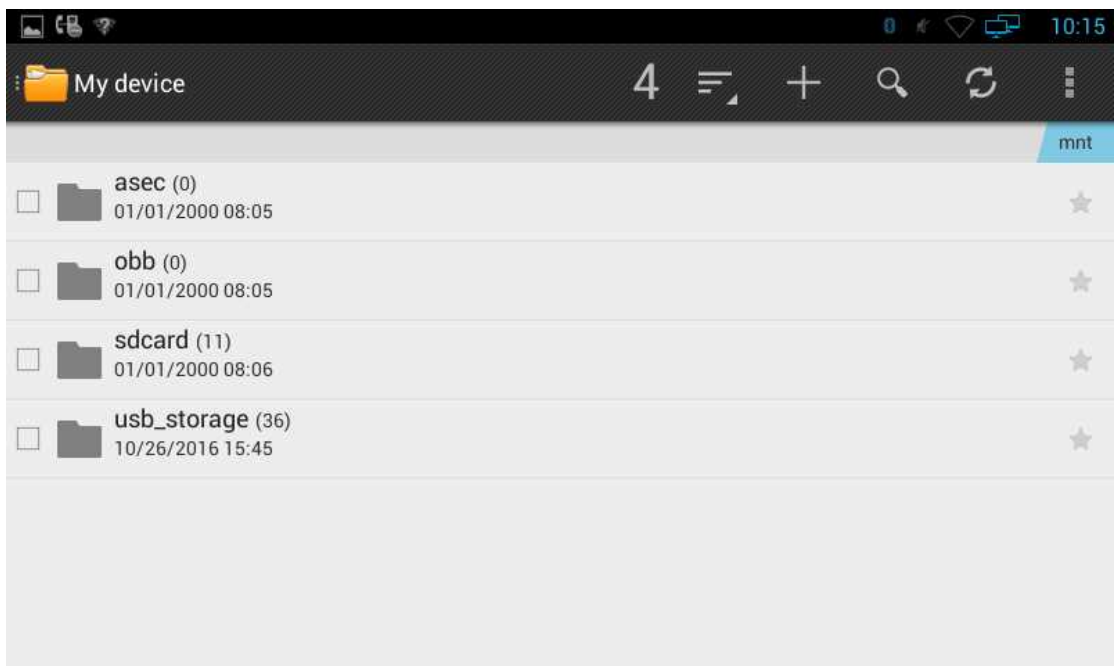 10:15
My device
4
mnt
asec (0)
01/01/2000 08:05
obb (0)
01/01/2000 08:05
sdcard (11)
01/01/2000 08:06
usb_storage (36)
10/26/2016 15:45